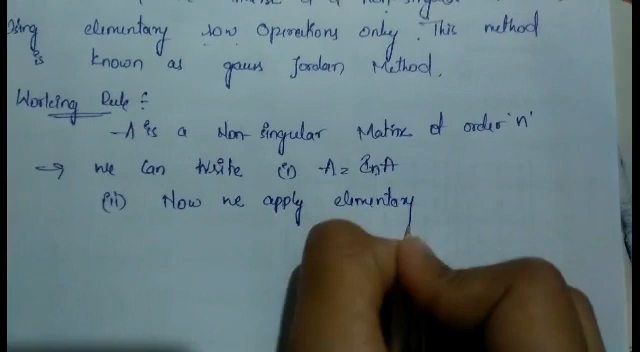 using elementary row operations only. This method
is known as gauss Jordan Method.
Working Rule :
A is a Non-singular Matrix of order 'n'
→ we can write (i) A = InA
(ii) Now we apply elementary